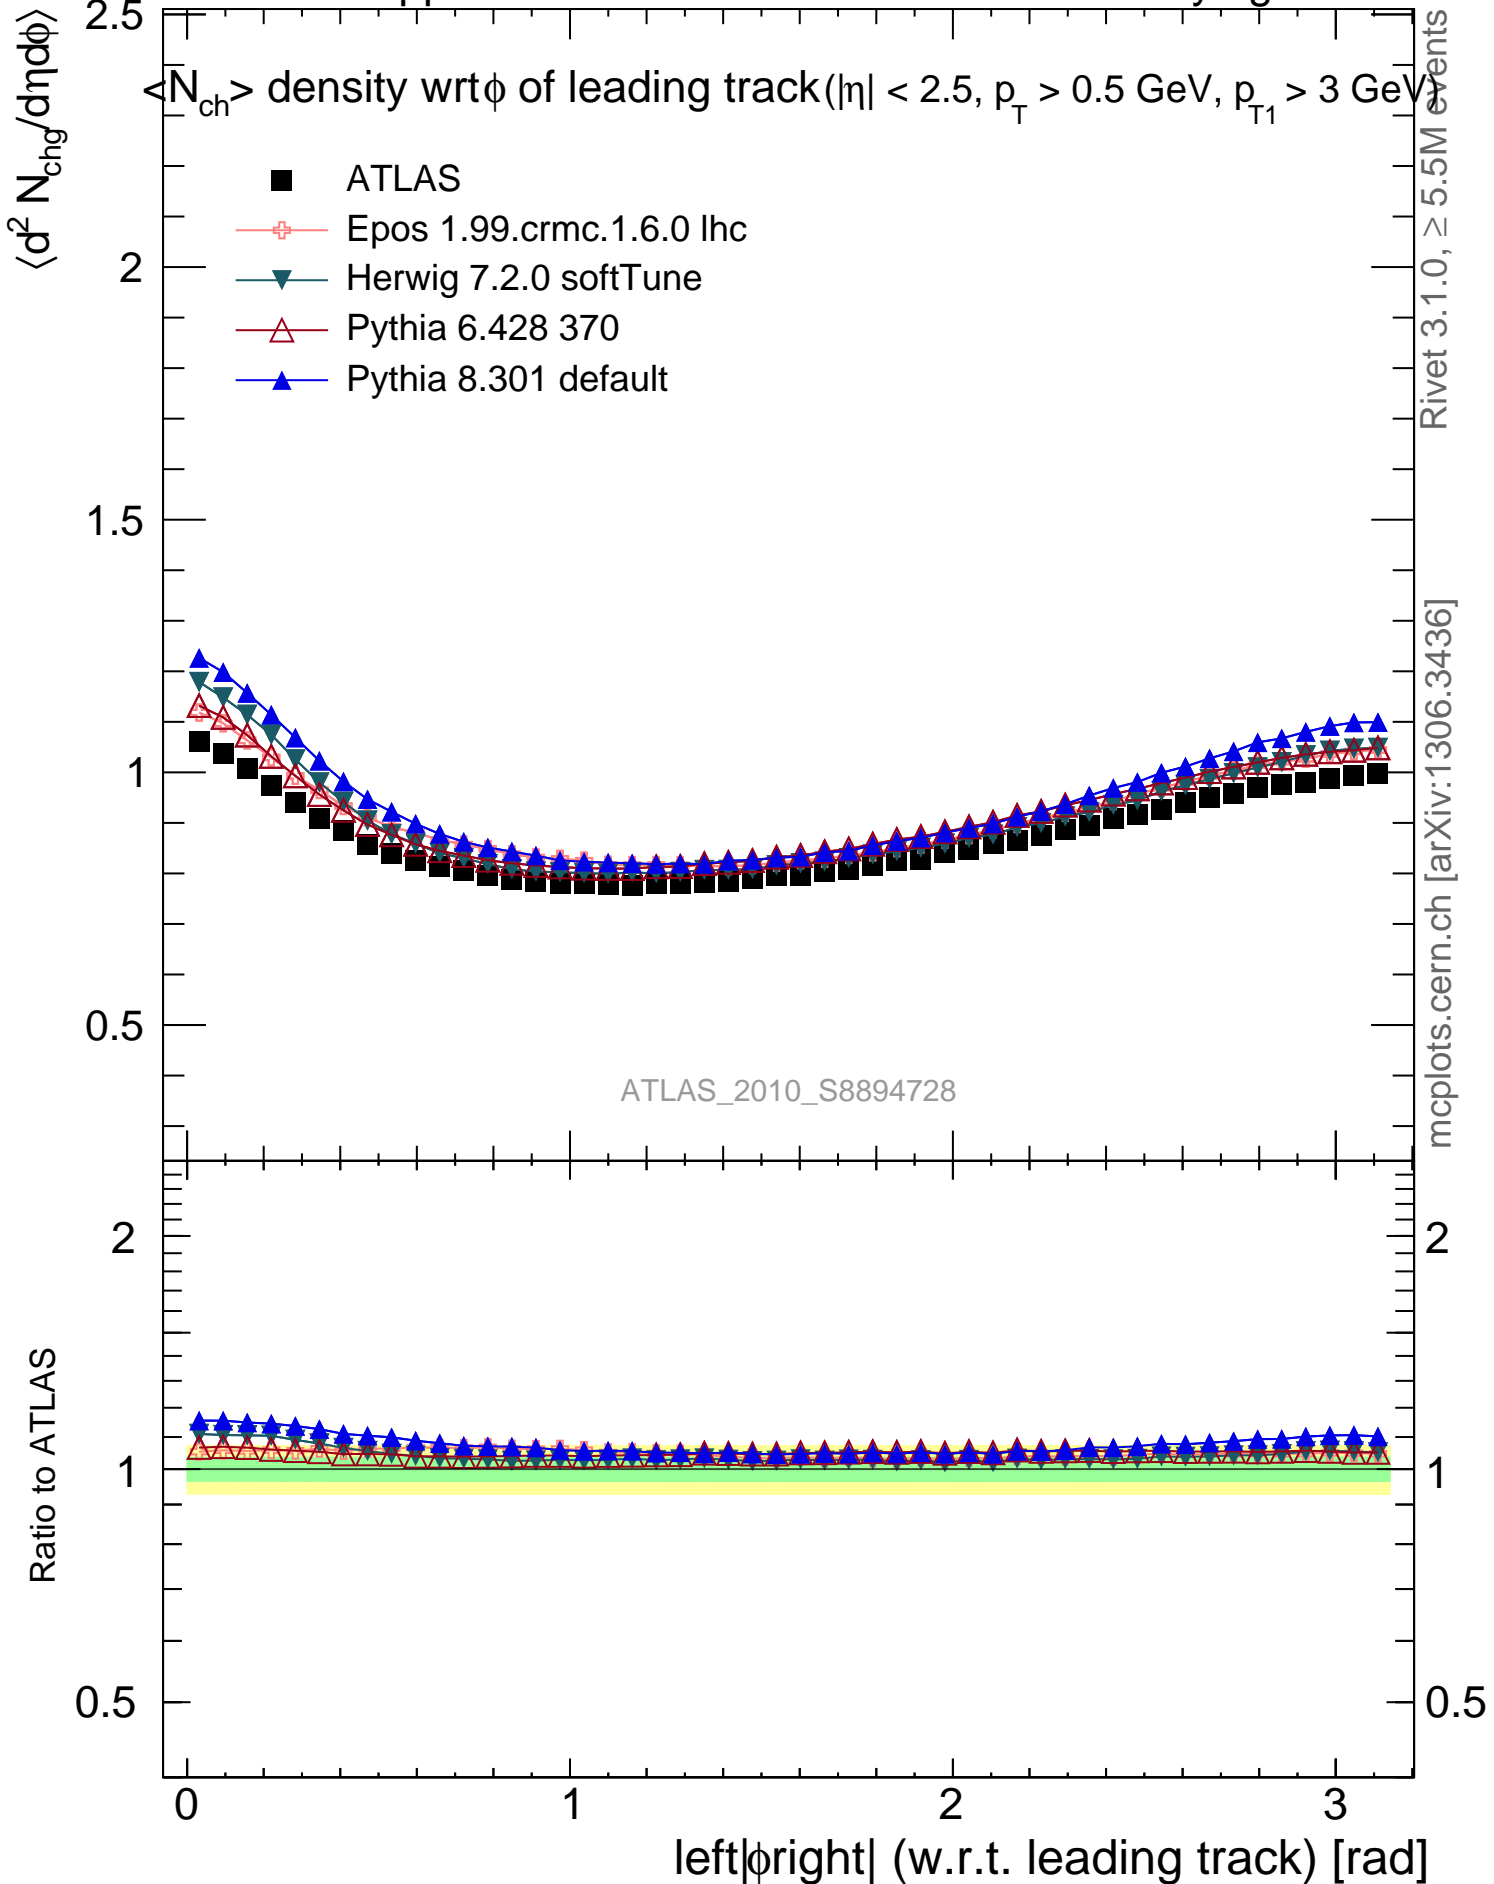 ⟨d² N_chg/dηdϕ⟩
<N_ch> density wrtϕ of leading track(|η| < 2.5, p_T > 0.5 GeV, p_T1 > 3 GeV)
ATLAS
Epos 1.99.crmc.1.6.0 lhc
Herwig 7.2.0 softTune
Pythia 6.428 370
Pythia 8.301 default
2.5
2
1.5
1
0.5
ATLAS_2010_S8894728
Rivet 3.1.0, ≥ 5.5M events
mcplots.cern.ch [arXiv:1306.3436]
Ratio to ATLAS
2
1
0.5
2
1
0.5
0
1
2
3
left|ϕright| (w.r.t. leading track) [rad]